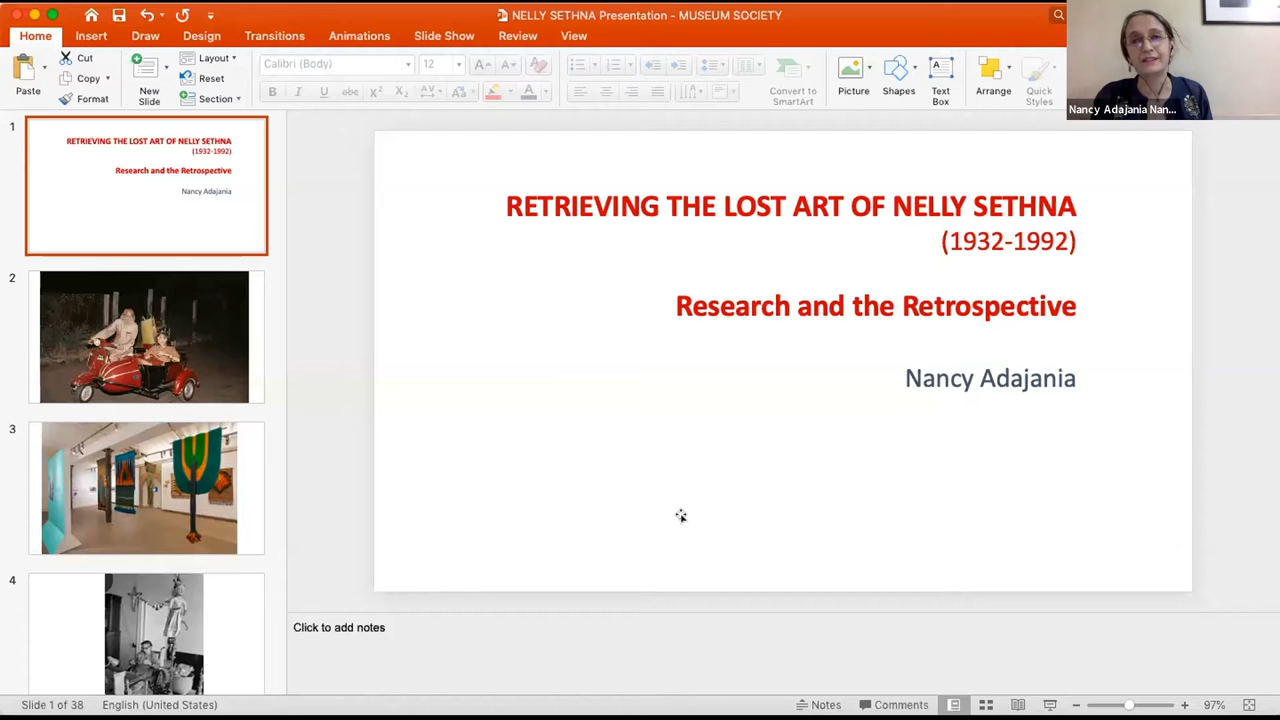 NELLY SETHNA Presentation - MUSEUM SOCIETY
Home Insert Draw Design Transitions Animations Slide Show Review View
Paste
Cut
Copy
Format
New Slide
Layout
Reset
Section
Calibri (Body) 12
Convert to SmartArt
Picture
Shapes
Text Box
Arrange
Quick Styles
Nancy Adajania Nan...
1
RETRIEVING THE LOST ART OF NELLY SETHNA
(1932-1992)
Research and the Retrospective
Nancy Adajania
2
3
4
RETRIEVING THE LOST ART OF NELLY SETHNA
(1932-1992)
Research and the Retrospective
Nancy Adajania
Click to add notes
Slide 1 of 38 English (United States) Notes Comments 97%